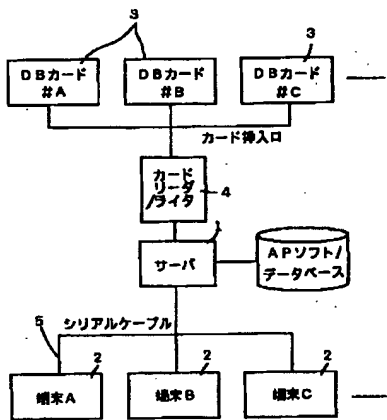 3
3
DBカード
#A
DBカード
#B
DBカード
#C
カード挿入口
カード
リーダ
/ライタ
4
1
サーバ
APソフト/
データベース
シリアルケーブル
5
2
2
2
端末A
端末B
端末C